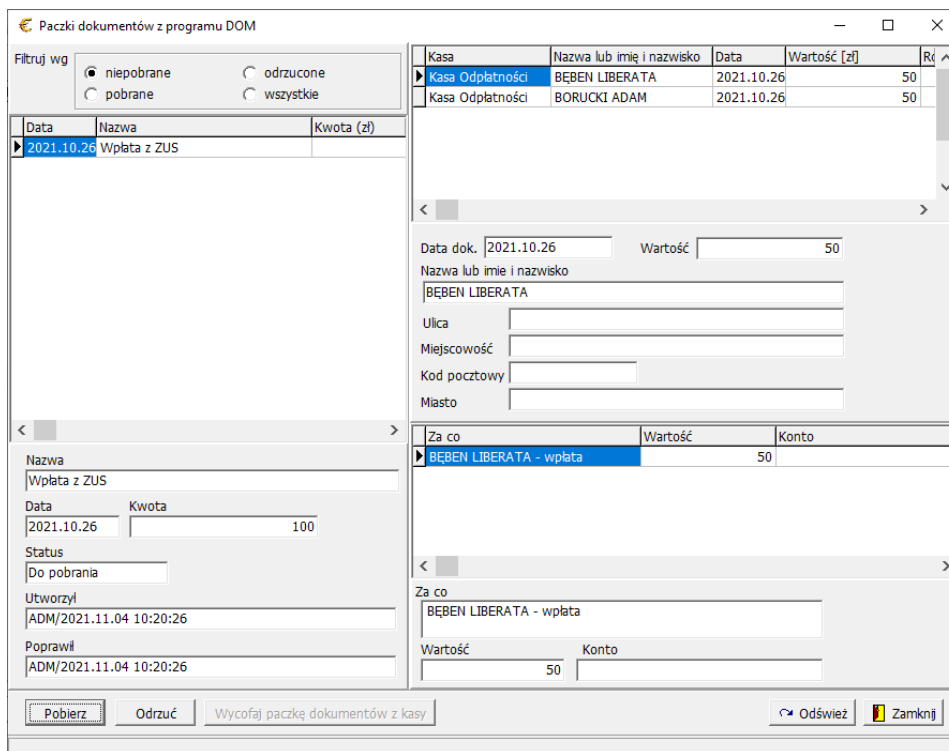 Paczki dokumentów z programu DOM
Filtruj wg
niepobrane odrzucone
pobrane wszystkie
Data Nazwa Kwota (zł)
2021.10.26 Wpłata z ZUS
Nazwa
Wpłata z ZUS
Data Kwota
2021.10.26 100
Status
Do pobrania
Utworzył
ADM/2021.11.04 10:20:26
Poprawił
ADM/2021.11.04 10:20:26
Kasa Nazwa lub imię i nazwisko Data Wartość [zł]
Kasa Odpłatności BĘBEN LIBERATA 2021.10.26 50
Kasa Odpłatności BORUCKI ADAM 2021.10.26 50
Data dok. 2021.10.26 Wartość 50
Nazwa lub imie i nazwisko
BĘBEN LIBERATA
Ulica
Miejscowość
Kod pocztowy
Miasto
Za co Wartość Konto
BĘBEN LIBERATA - wpłata 50
Za co
BĘBEN LIBERATA - wpłata
Wartość Konto
50
Pobierz Odrzuć Wycofaj paczkę dokumentów z kasy Odśwież Zamknij